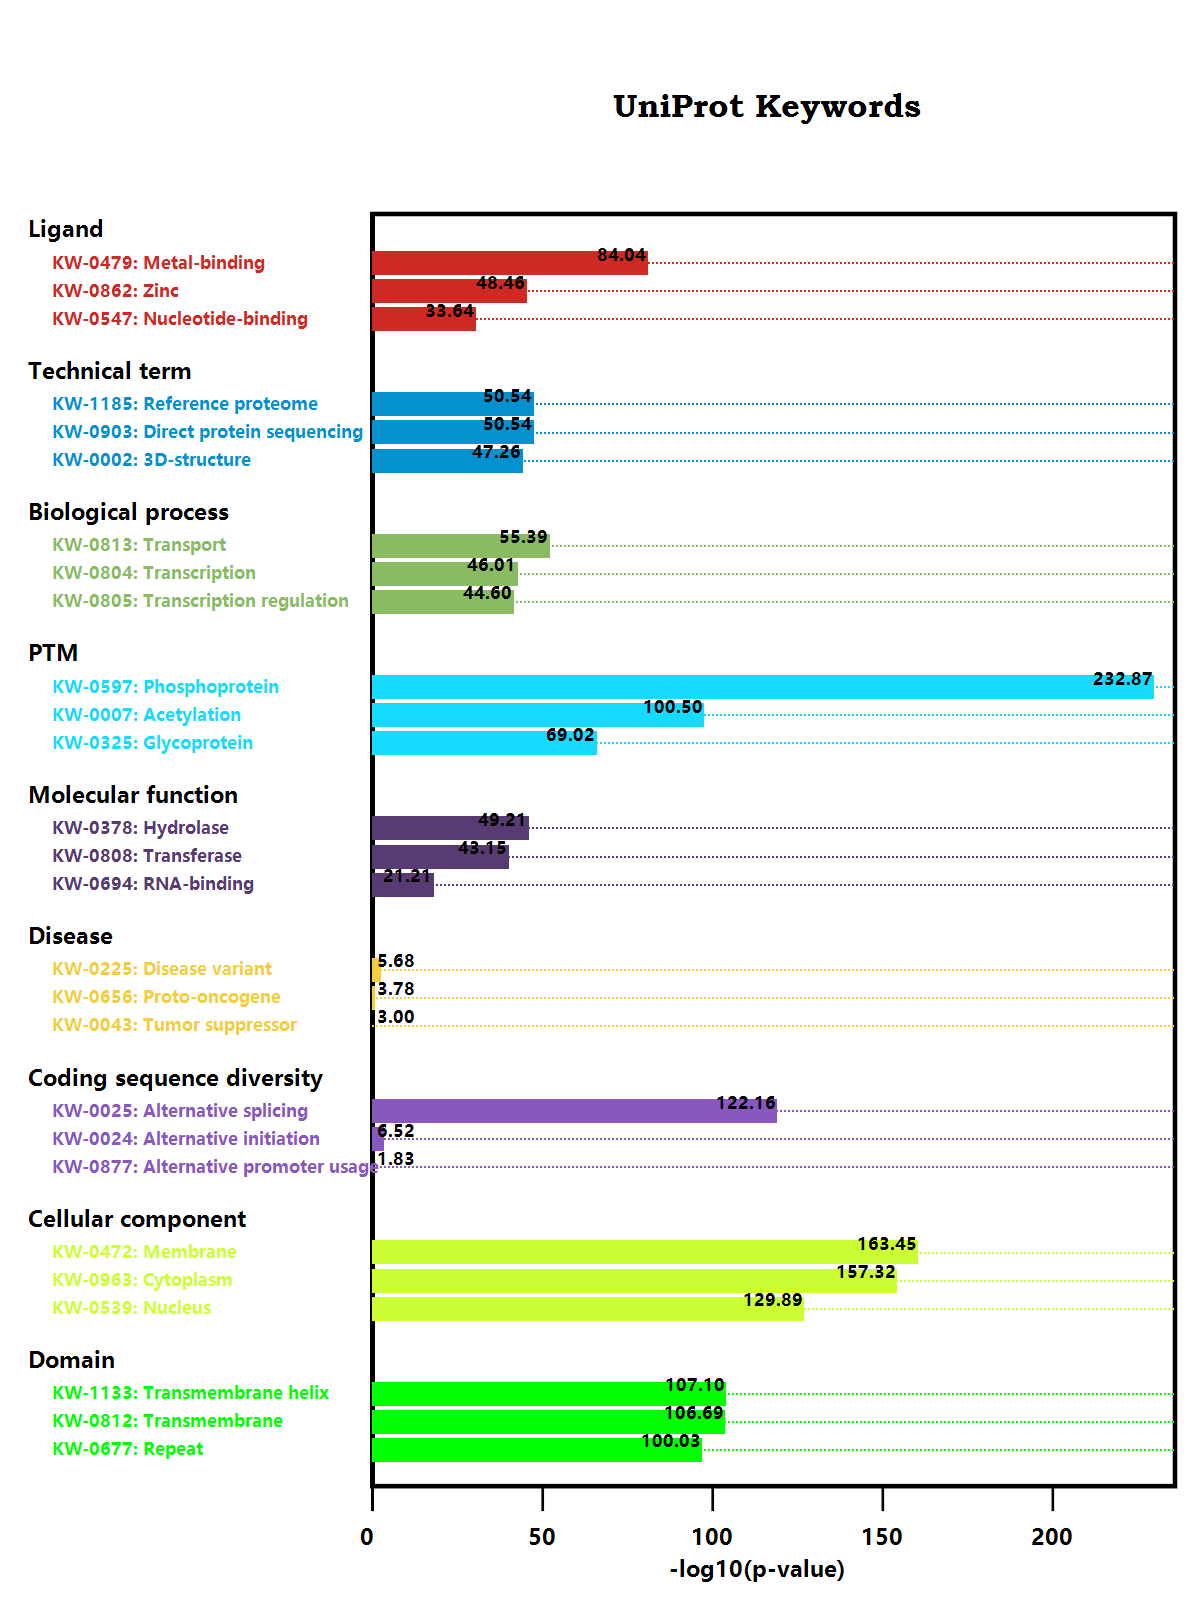 UniProt Keywords
Ligand
KW-0479: Metal-binding 84.04
KW-0862: Zinc 48.46
KW-0547: Nucleotide-binding 33.64
Technical term
KW-1185: Reference proteome 50.54
KW-0903: Direct protein sequencing 50.54
KW-0002: 3D-structure 47.26
Biological process
KW-0813: Transport 55.39
KW-0804: Transcription 46.01
KW-0805: Transcription regulation 44.60
PTM
KW-0597: Phosphoprotein 232.87
KW-0007: Acetylation 100.50
KW-0325: Glycoprotein 69.02
Molecular function
KW-0378: Hydrolase 49.21
KW-0808: Transferase 43.15
KW-0694: RNA-binding 21.21
Disease
KW-0225: Disease variant 5.68
KW-0656: Proto-oncogene 3.78
KW-0043: Tumor suppressor 3.00
Coding sequence diversity
KW-0025: Alternative splicing 122.16
KW-0024: Alternative initiation 6.52
KW-0877: Alternative promoter usage 1.83
Cellular component
KW-0472: Membrane 163.45
KW-0963: Cytoplasm 157.32
KW-0539: Nucleus 129.89
Domain
KW-1133: Transmembrane helix 107.10
KW-0812: Transmembrane 106.69
KW-0677: Repeat 100.03
0 50 100 150 200
-log10(p-value)